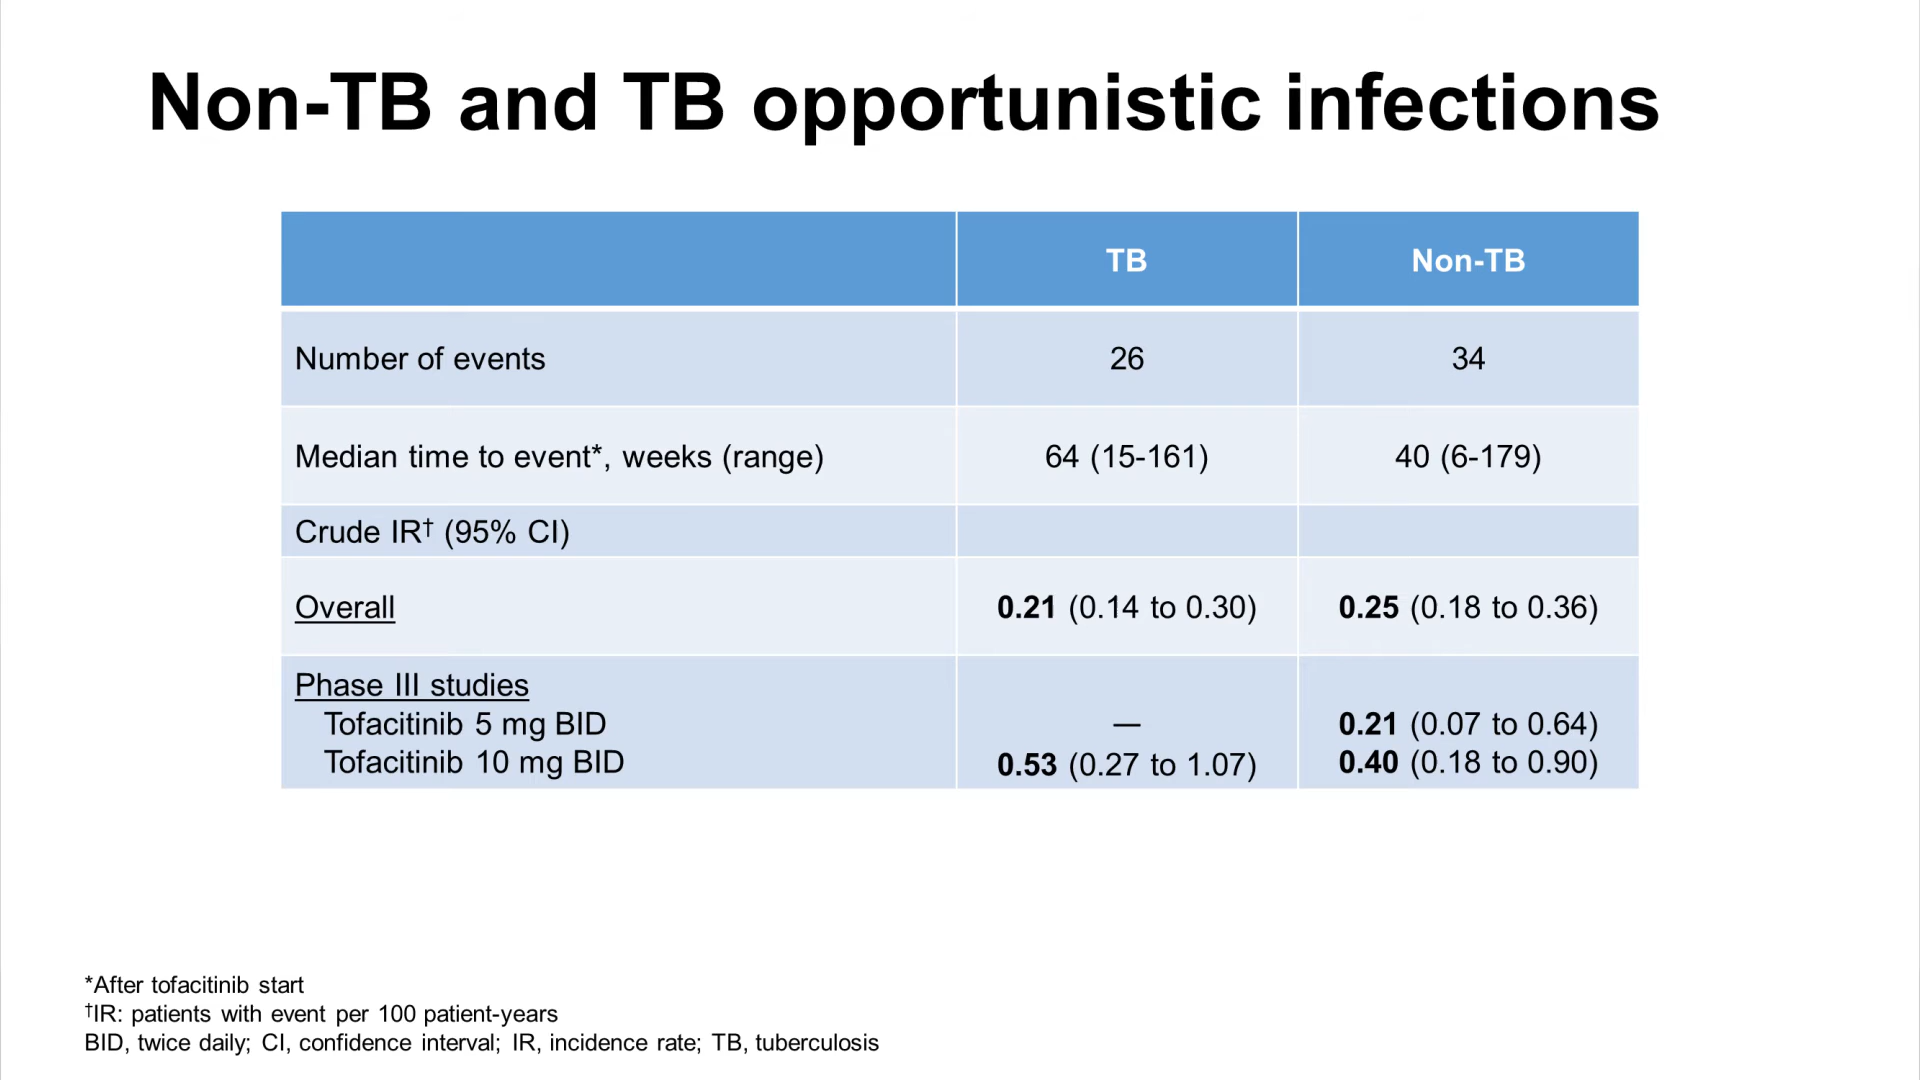 Non-TB and TB opportunistic infections
TB Non-TB
Number of events 26 34
Median time to event*, weeks (range) 64 (15-161) 40 (6-179)
Crude IR† (95% CI)
Overall 0.21 (0.14 to 0.30) 0.25 (0.18 to 0.36)
Phase III studies
Tofacitinib 5 mg BID — 0.21 (0.07 to 0.64)
Tofacitinib 10 mg BID 0.53 (0.27 to 1.07) 0.40 (0.18 to 0.90)
*After tofacitinib start
†IR: patients with event per 100 patient-years
BID, twice daily; CI, confidence interval; IR, incidence rate; TB, tuberculosis